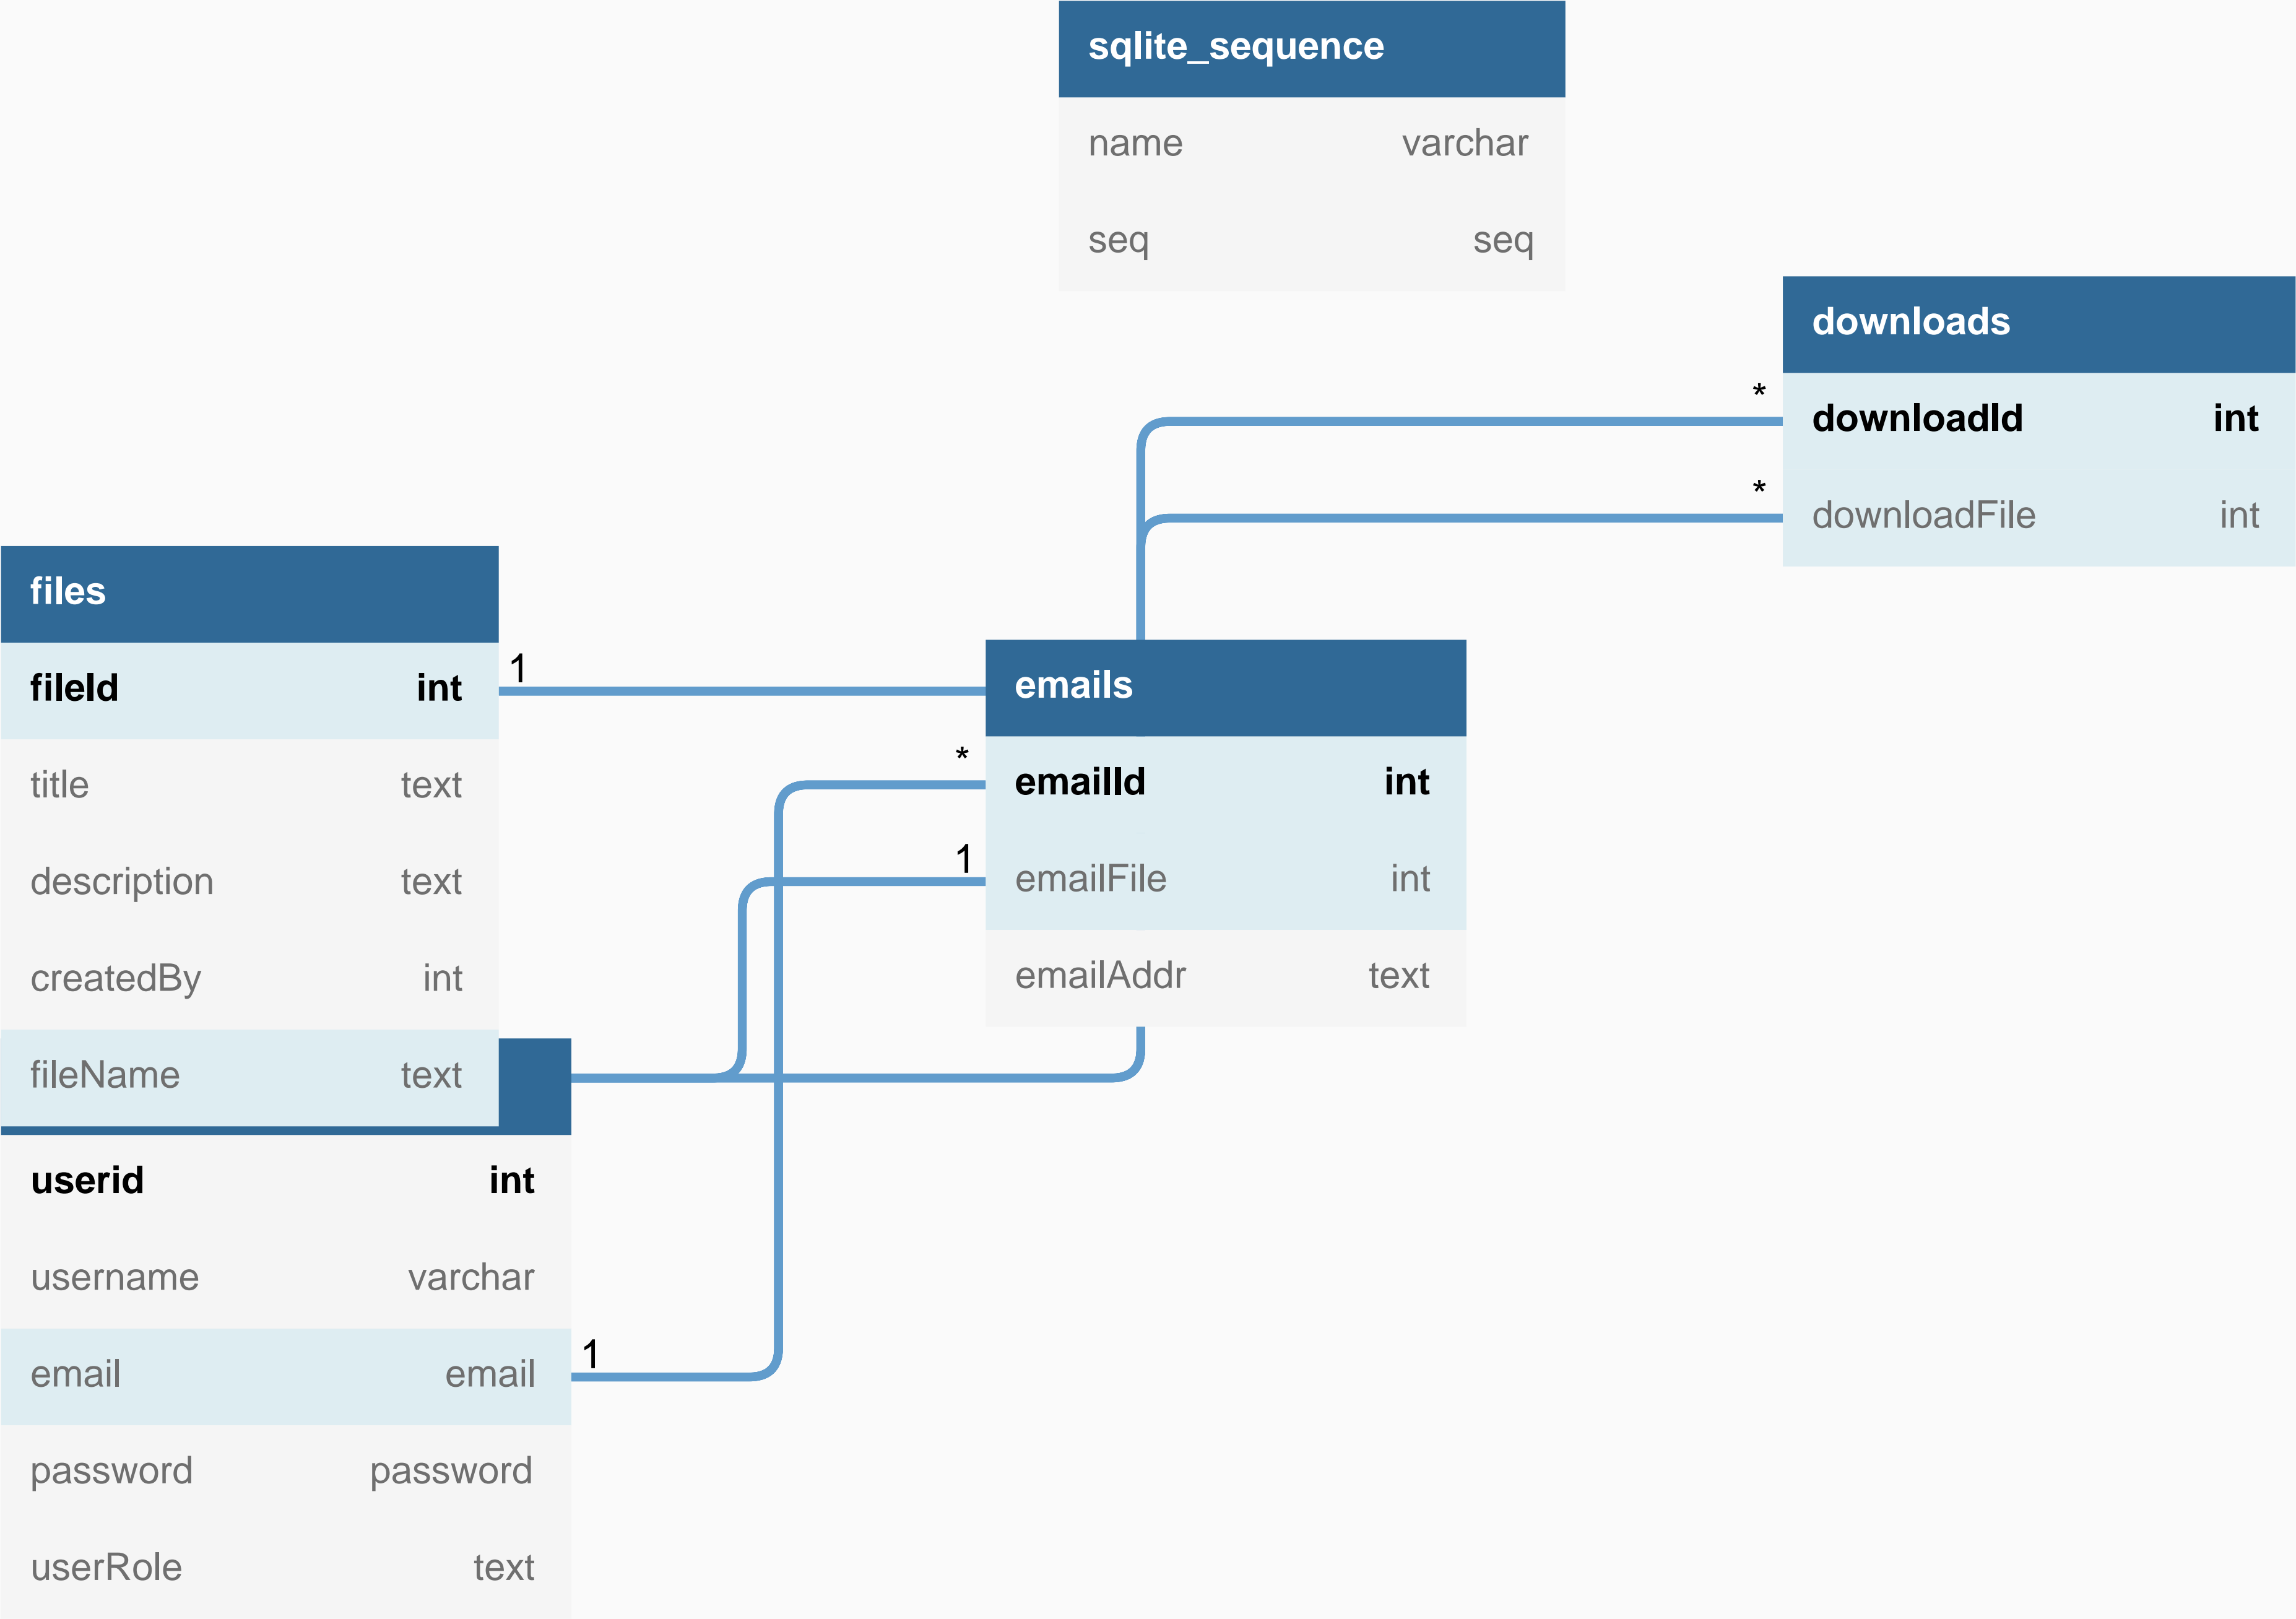 sqlite_sequence
name varchar
seq seq
downloads
* downloadId int
* downloadFile int
files
fileId int 1
title text
description text
createdBy int
fileName text
emails
* emailId int
1 emailFile int
emailAddr text
userid int
username varchar
email email 1
password password
userRole text